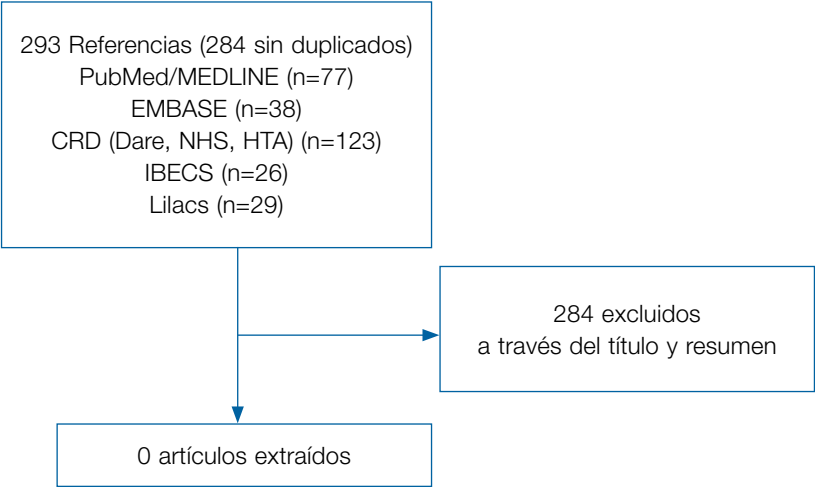 293 Referencias (284 sin duplicados)
PubMed/MEDLINE (n=77)
EMBASE (n=38)
CRD (Dare, NHS, HTA) (n=123)
IBECS (n=26)
Lilacs (n=29)
284 excluidos
a través del título y resumen
0 artículos extraídos